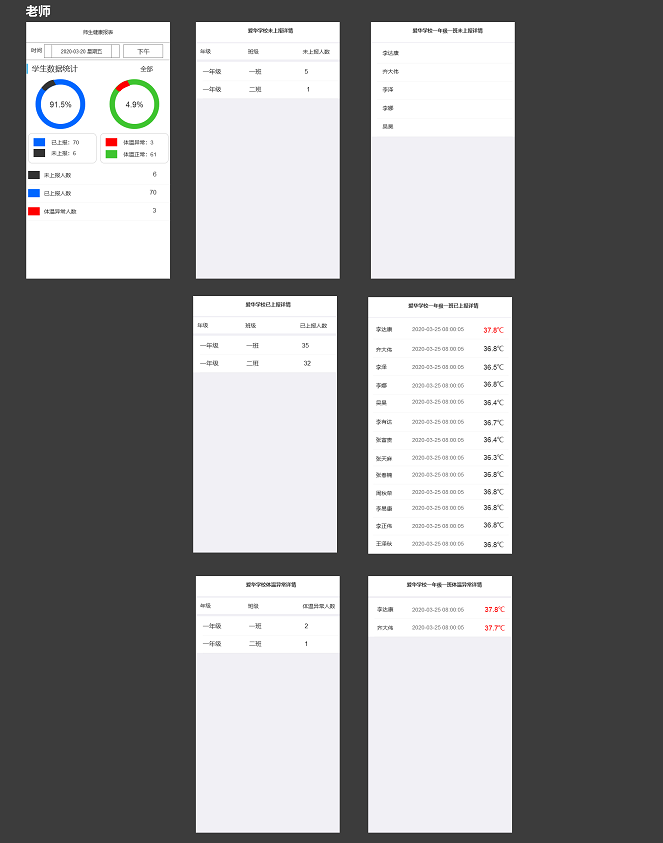 老师
师生健康报表
时间 2020-03-20 星期五 下午
学生数据统计 全部
91.5% 4.9%
已上报：70
未上报：6
体温异常：3
体温正常：61
未上报人数 6
已上报人数 70
体温异常人数 3
爱华学校未上报详情
年级 班级 未上报人数
一年级 一班 5
一年级 二班 1
爱华学校一年级一班未上报详情
李达康
齐大伟
李泽
李娜
吴昊
爱华学校已上报详情
年级 班级 已上报人数
一年级 一班 35
一年级 二班 32
爱华学校一年级一班已上报详情
李达康 2020-03-25 08:00:05 37.8℃
齐大伟 2020-03-25 08:00:05 36.8℃
李泽 2020-03-25 08:00:05 36.5℃
李娜 2020-03-25 08:00:05 36.8℃
吴昊 2020-03-25 08:00:05 36.4℃
李有达 2020-03-25 08:00:05 36.7℃
张富贵 2020-03-25 08:00:05 36.4℃
张天麻 2020-03-25 08:00:05 36.3℃
张春楠 2020-03-25 08:00:05 36.8℃
周秋荣 2020-03-25 08:00:05 36.8℃
李易番 2020-03-25 08:00:05 36.8℃
李正伟 2020-03-25 08:00:05 36.8℃
王泽秋 2020-03-25 08:00:05 36.8℃
爱华学校体温异常详情
年级 班级 体温异常人数
一年级 一班 2
一年级 二班 1
爱华学校一年级一班体温异常详情
李达康 2020-03-25 08:00:05 37.8℃
齐大伟 2020-03-25 08:00:05 37.7℃